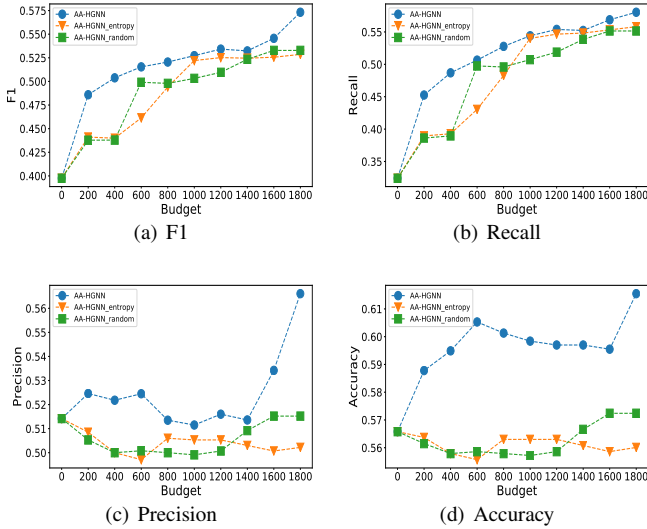 AA-HGNN
AA-HGNN_entropy
AA-HGNN_random
F1
0.575
0.550
0.525
0.500
0.475
0.450
0.425
0.400
0 200 400 600 800 1000 1200 1400 1600 1800
Budget
(a) F1
AA-HGNN
AA-HGNN_entropy
AA-HGNN_random
Recall
0.55
0.50
0.45
0.40
0.35
0 200 400 600 800 1000 1200 1400 1600 1800
Budget
(b) Recall
AA-HGNN
AA-HGNN_entropy
AA-HGNN_random
Precision
0.56
0.55
0.54
0.53
0.52
0.51
0.50
0 200 400 600 800 1000 1200 1400 1600 1800
Budget
(c) Precision
AA-HGNN
AA-HGNN_entropy
AA-HGNN_random
Accuracy
0.61
0.60
0.59
0.58
0.57
0.56
0 200 400 600 800 1000 1200 1400 1600 1800
Budget
(d) Accuracy